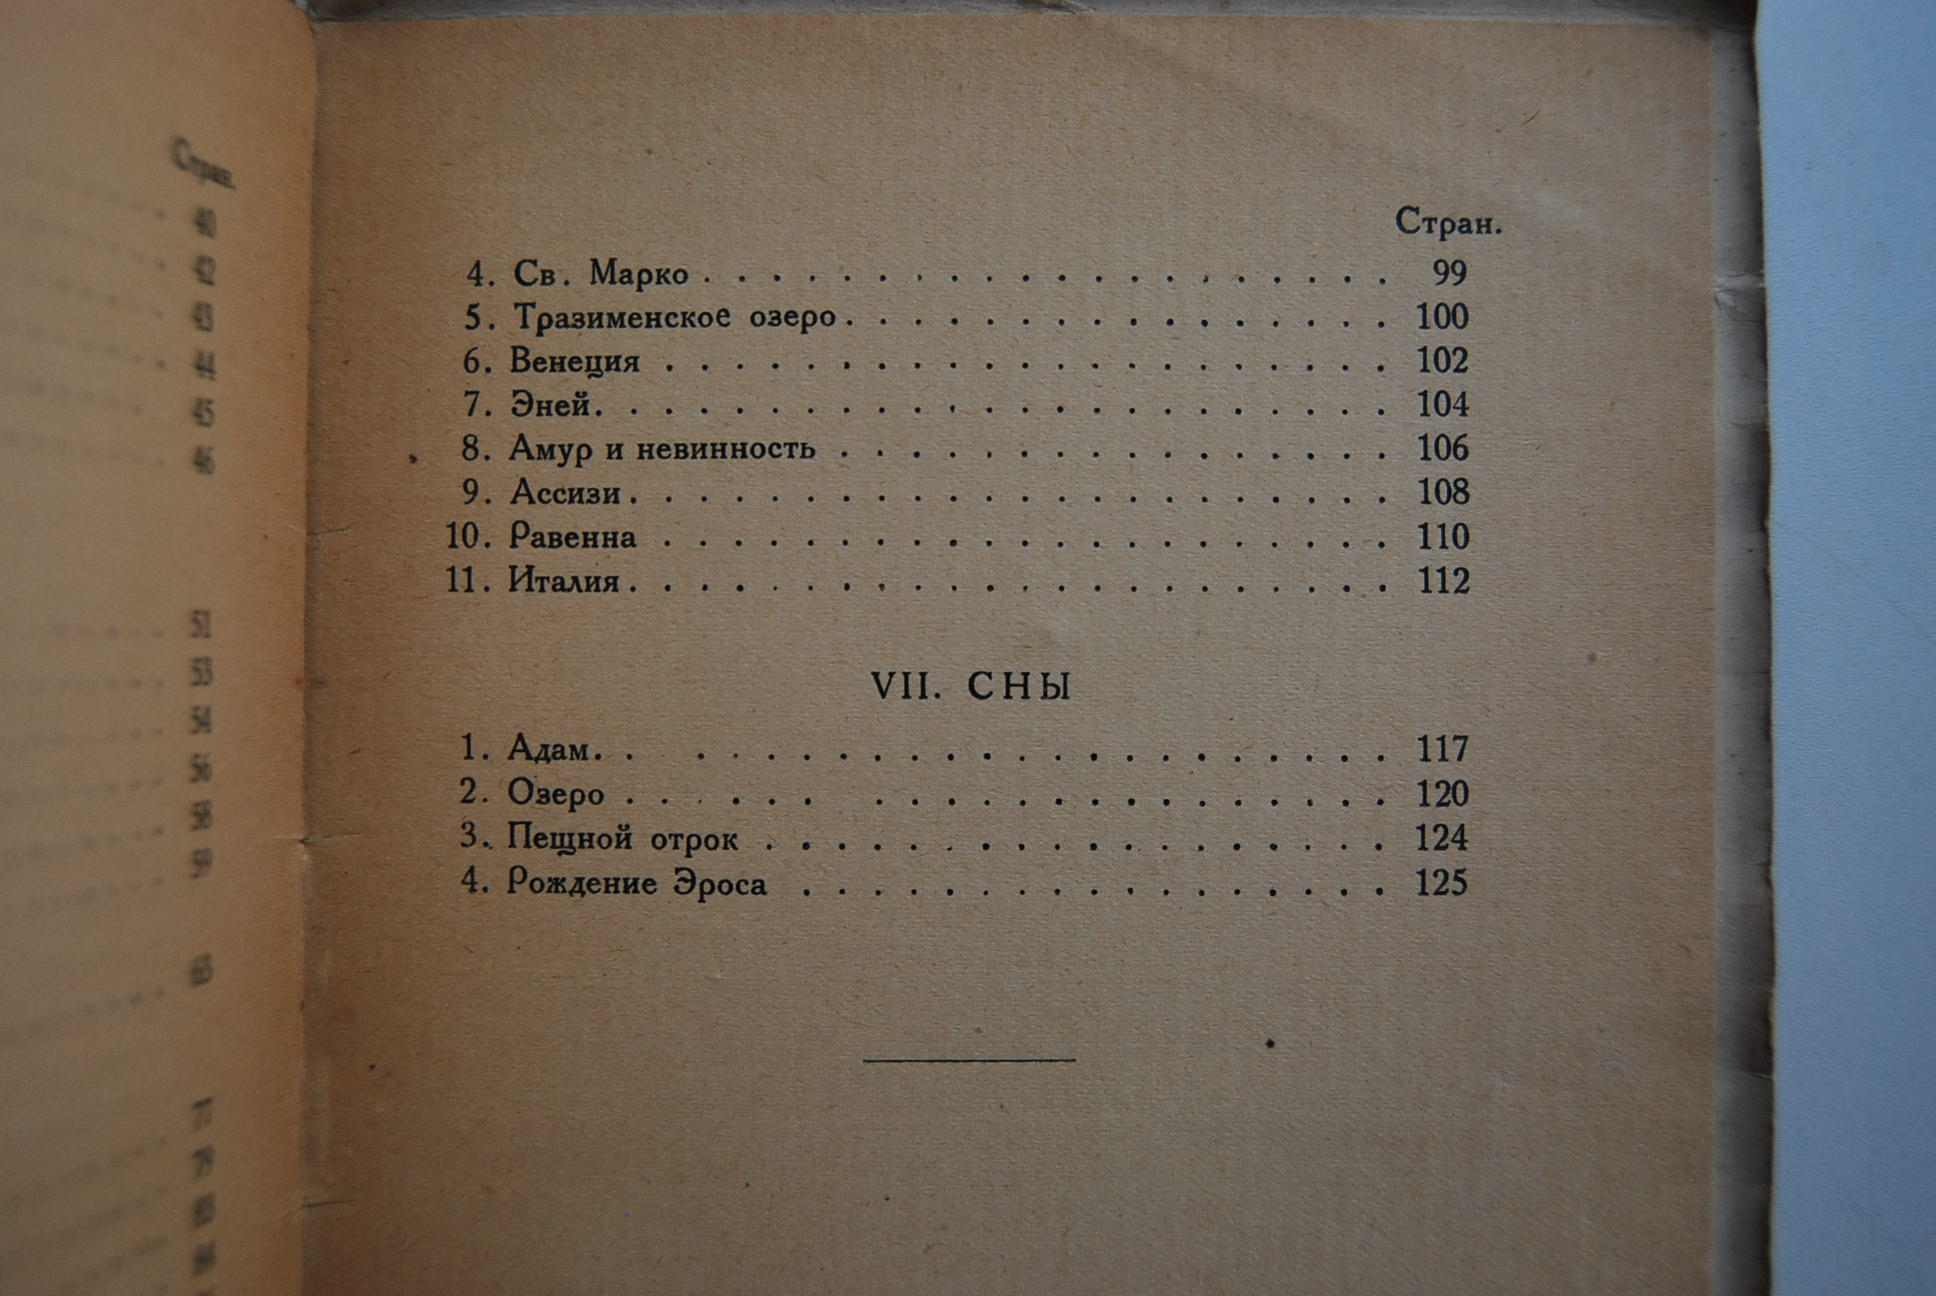 Стран.
40
42
43
44
45
46
51
53
54
56
58
59
63
Стран.
4. Св. Марко . . . . . . . . . . . . . . . . . . . . 99
5. Тразименское озеро . . . . . . . . . . . . . . . . 100
6. Венеция . . . . . . . . . . . . . . . . . . . . . 102
7. Эней . . . . . . . . . . . . . . . . . . . . . . . 104
8. Амур и невинность . . . . . . . . . . . . . . . . 106
9. Ассизи . . . . . . . . . . . . . . . . . . . . . . 108
10. Равенна . . . . . . . . . . . . . . . . . . . . . 110
11. Италия . . . . . . . . . . . . . . . . . . . . . . 112
VII. СНЫ
1. Адам . . . . . . . . . . . . . . . . . . . . . . 117
2. Озеро . . . . . . . . . . . . . . . . . . . . . 120
3. Пещной отрок . . . . . . . . . . . . . . . . . . 124
4. Рождение Эроса . . . . . . . . . . . . . . . . . 125